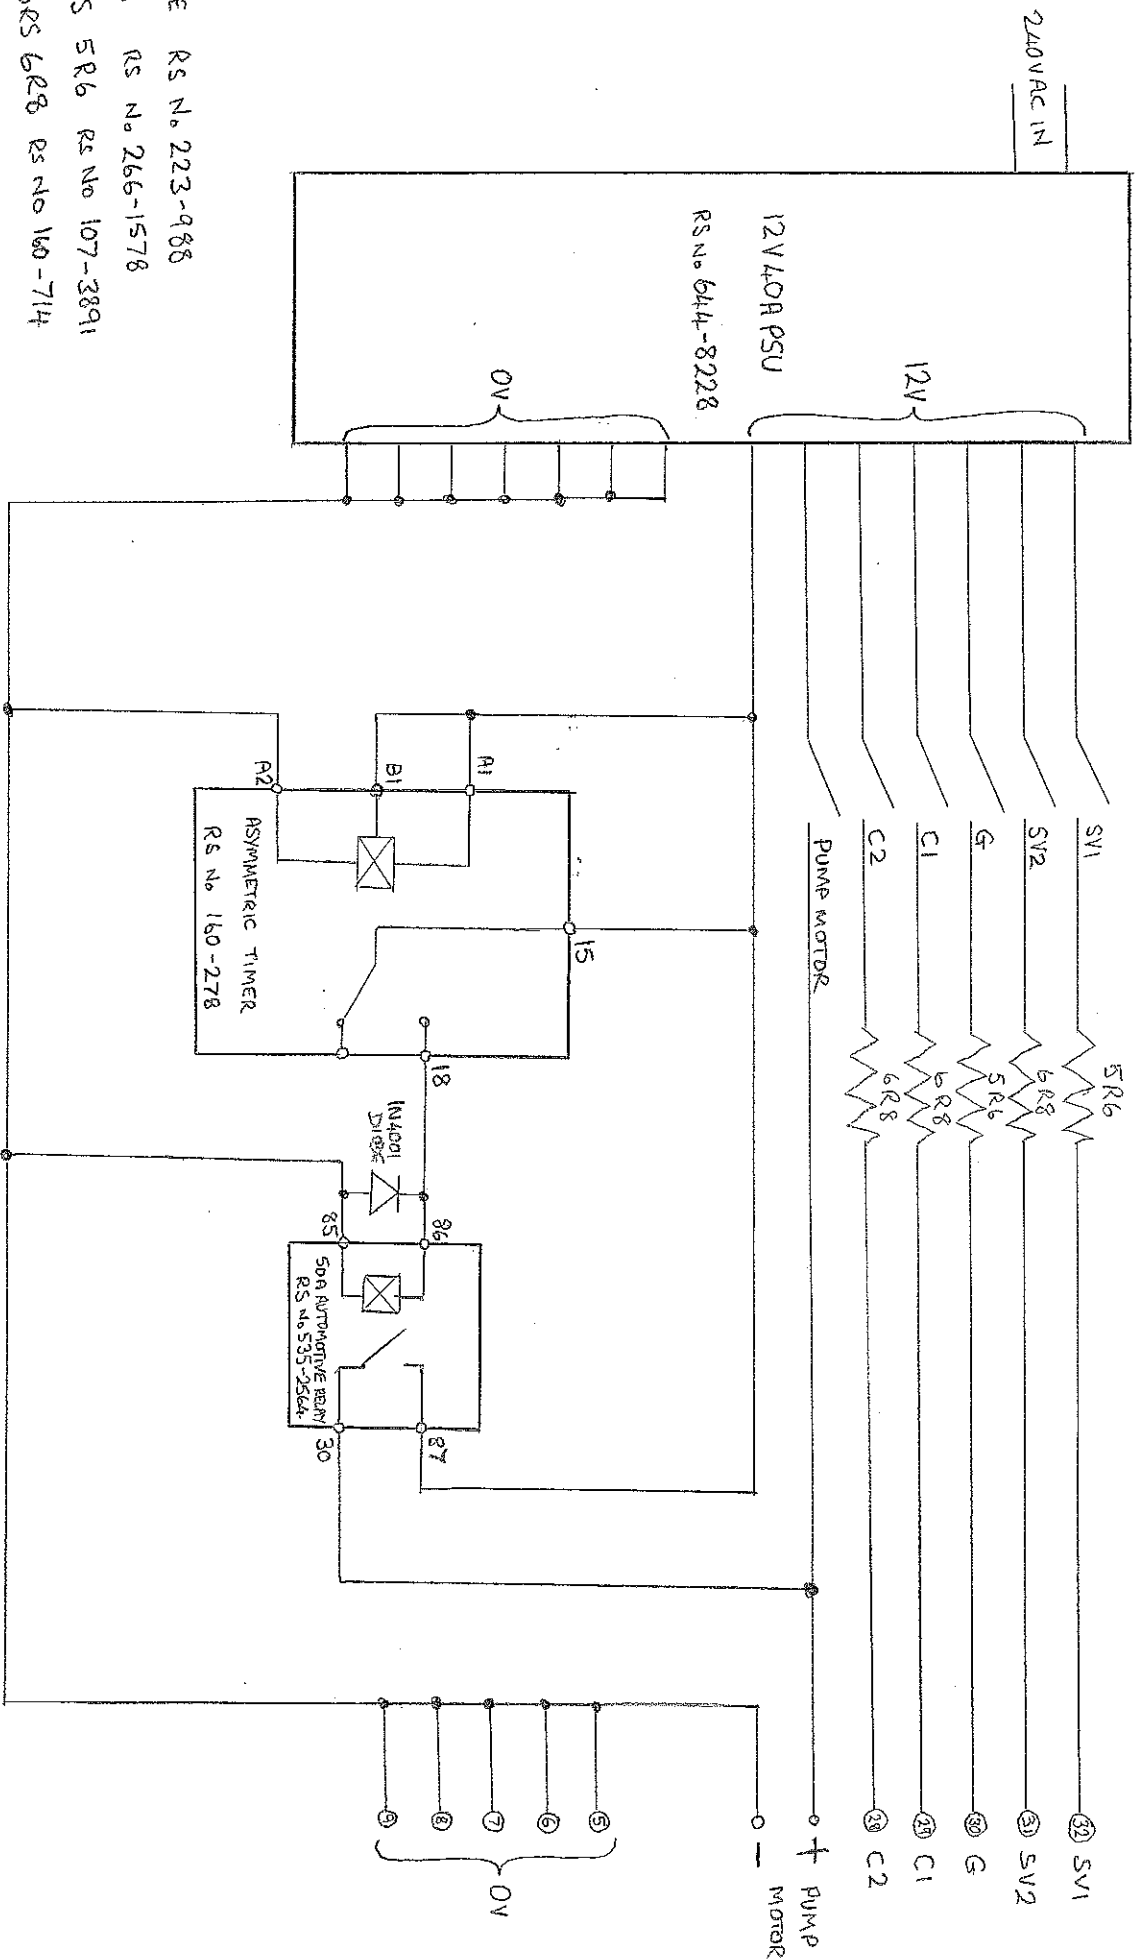 240VAC IN
12V 40A PSU
RS No 644-8228
12V
0V
SV1
SV2
G
C1
C2
PUMP MOTOR
5R6
6R8
5R6
6R8
6R8
32 SV1
31 SV2
30 G
29 C1
28 C2
+ PUMP
- MOTOR
5
6
7
8
9
0V
A1
B1
A2
15
18
ASYMMETRIC TIMER
RS No 160-278
IN4001
DIODE
86
85
87
30
50A AUTOMOTIVE RELAY
RS No 535-2564
E RS No 223-988
RS No 266-1578
S 5R6 RS No 107-3891
ORS 6R8 RS No 160-714